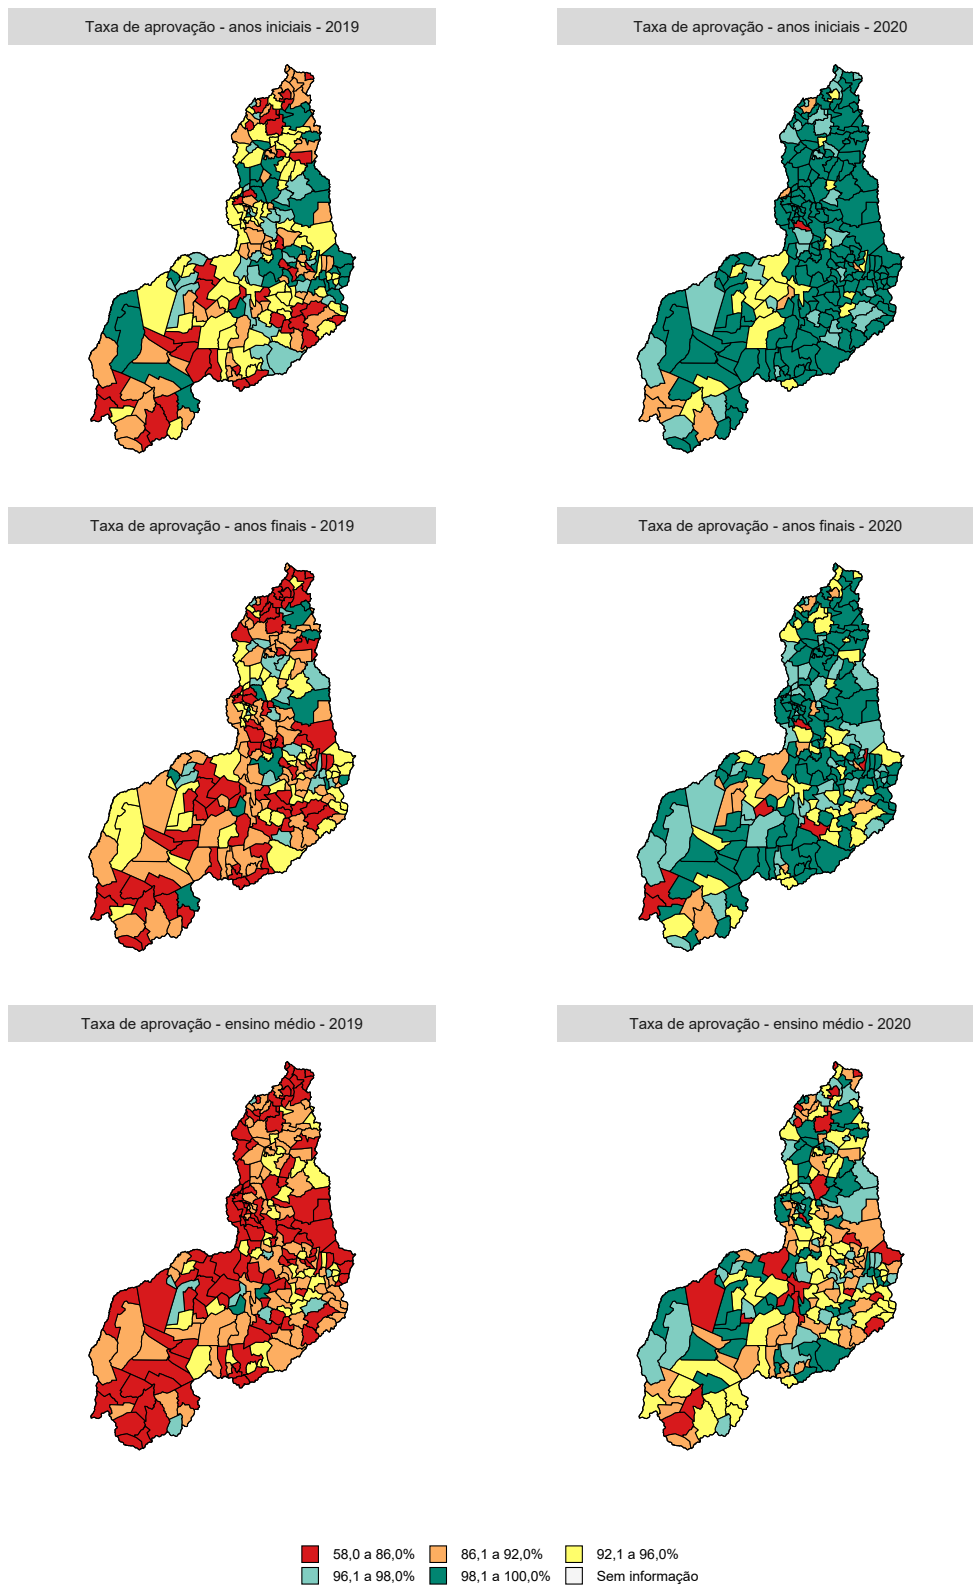 Taxa de aprovação - anos iniciais - 2019
Taxa de aprovação - anos iniciais - 2020
Taxa de aprovação - anos finais - 2019
Taxa de aprovação - anos finais - 2020
Taxa de aprovação - ensino médio - 2019
Taxa de aprovação - ensino médio - 2020
58,0 a 86,0% 86,1 a 92,0% 92,1 a 96,0%
96,1 a 98,0% 98,1 a 100,0% Sem informação